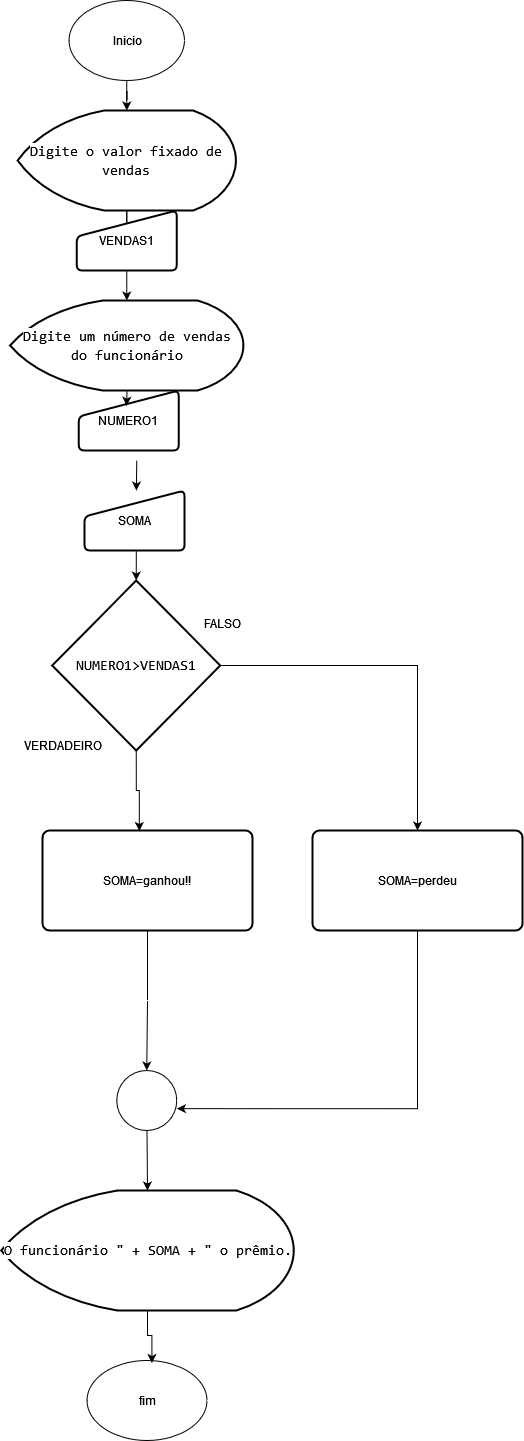 Inicio
Digite o valor fixado de
vendas
VENDAS1
Digite um número de vendas
do funcionário
NUMERO1
SOMA
FALSO
NUMERO1>VENDAS1
VERDADEIRO
SOMA=ganhou!!
SOMA=perdeu
O funcionário " + SOMA + " o prêmio.
fim